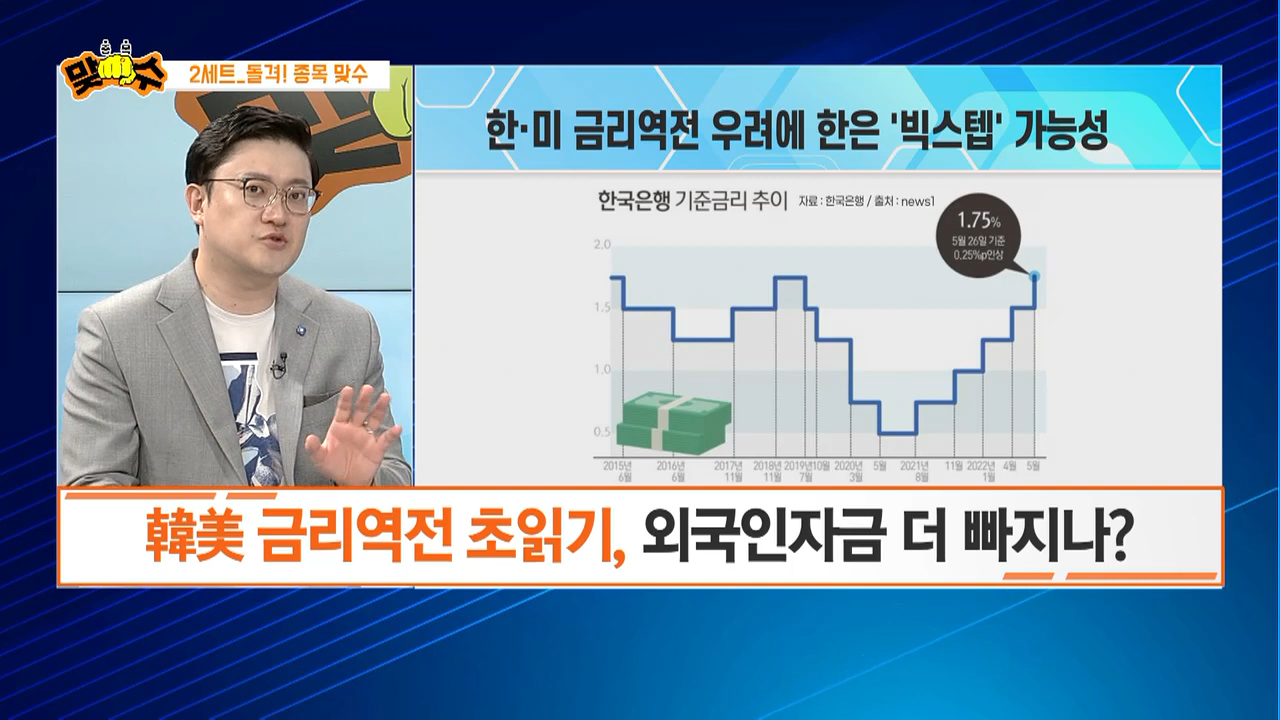 종목
맞수
2세트_돌격! 종목 맞수
한·미 금리역전 우려에 한은 '빅스텝' 가능성
한국은행 기준금리 추이 자료 : 한국은행 / 출처 : news1
1.75%
5월 26일 기준
0.25%p인상
2.0
1.5
1.0
0.5
2015년 2016년 2017년 2018년 2019년 10월 2020년 5월 2021년 11월 2022년 4월 5월
6월 6월 11월 11월 7월 3월 8월 1월
韓美 금리역전 초읽기, 외국인자금 더 빠지나?